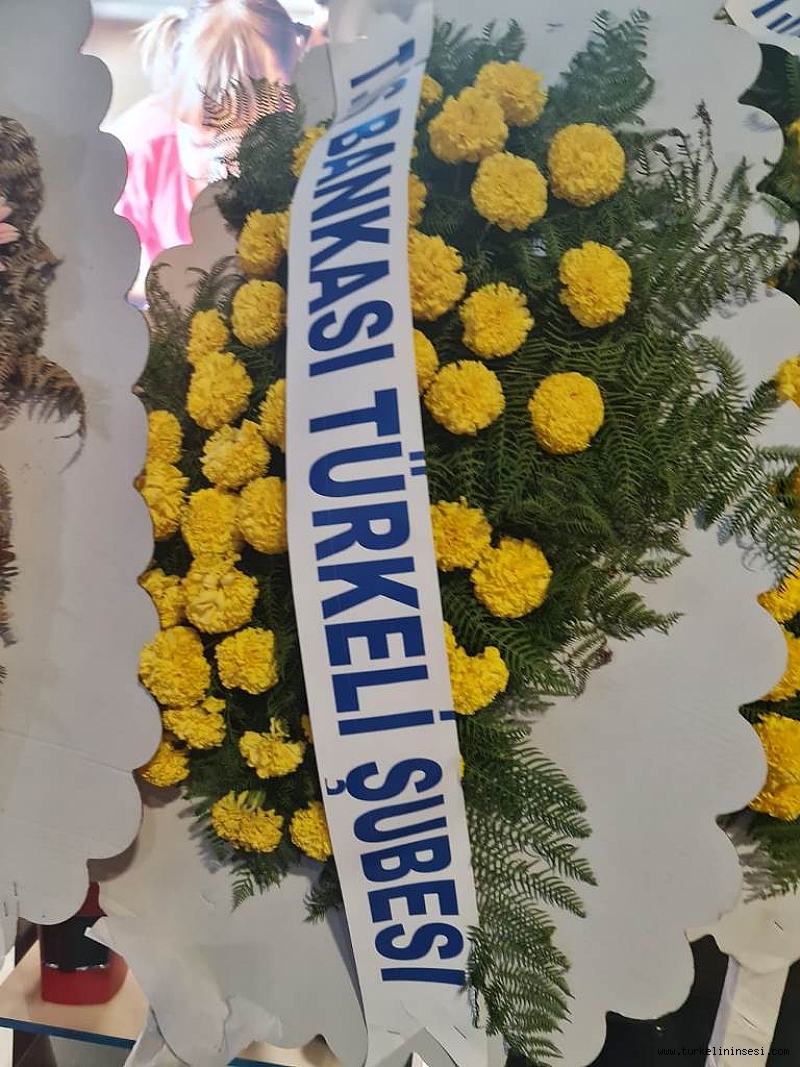 T.İŞ BANKASI TÜRKELİ ŞUBESİ
www.turkelininsesi.com